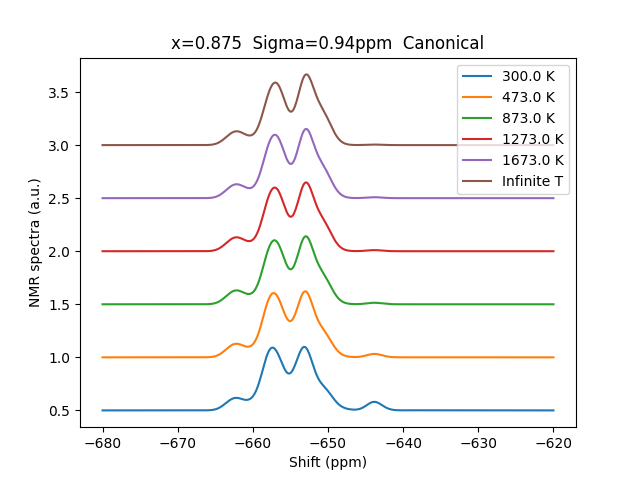 x=0.875  Sigma=0.94ppm  Canonical
300.0 K
473.0 K
873.0 K
1273.0 K
1673.0 K
Infinite T
3.5
3.0
2.5
2.0
1.5
1.0
0.5
NMR spectra (a.u.)
−680
−670
−660
−650
−640
−630
−620
Shift (ppm)